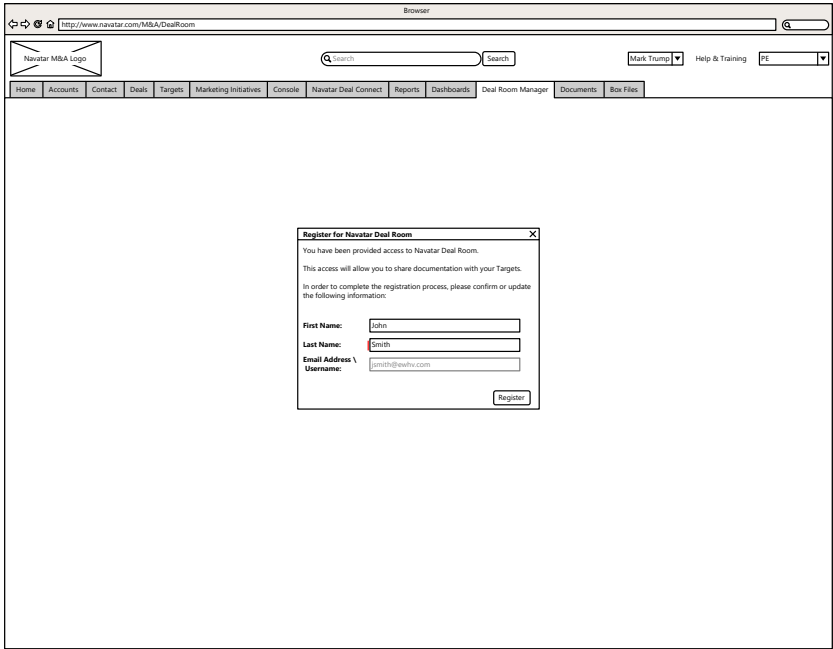 Browser
http://www.navatar.com/M&A/DealRoom
Navatar M&A Logo
Search
Search
Mark Trump
Help & Training
PE
Home Accounts Contact Deals Targets Marketing Initiatives Console Navatar Deal Connect Reports Dashboards Deal Room Manager Documents Box Files
Register for Navatar Deal Room
You have been provided access to Navatar Deal Room.
This access will allow you to share documentation with your Targets.
In order to complete the registration process, please confirm or update
the following information:
First Name: John
Last Name: Smith
Email Address \
Username:
jsmith@ewhv.com
Register